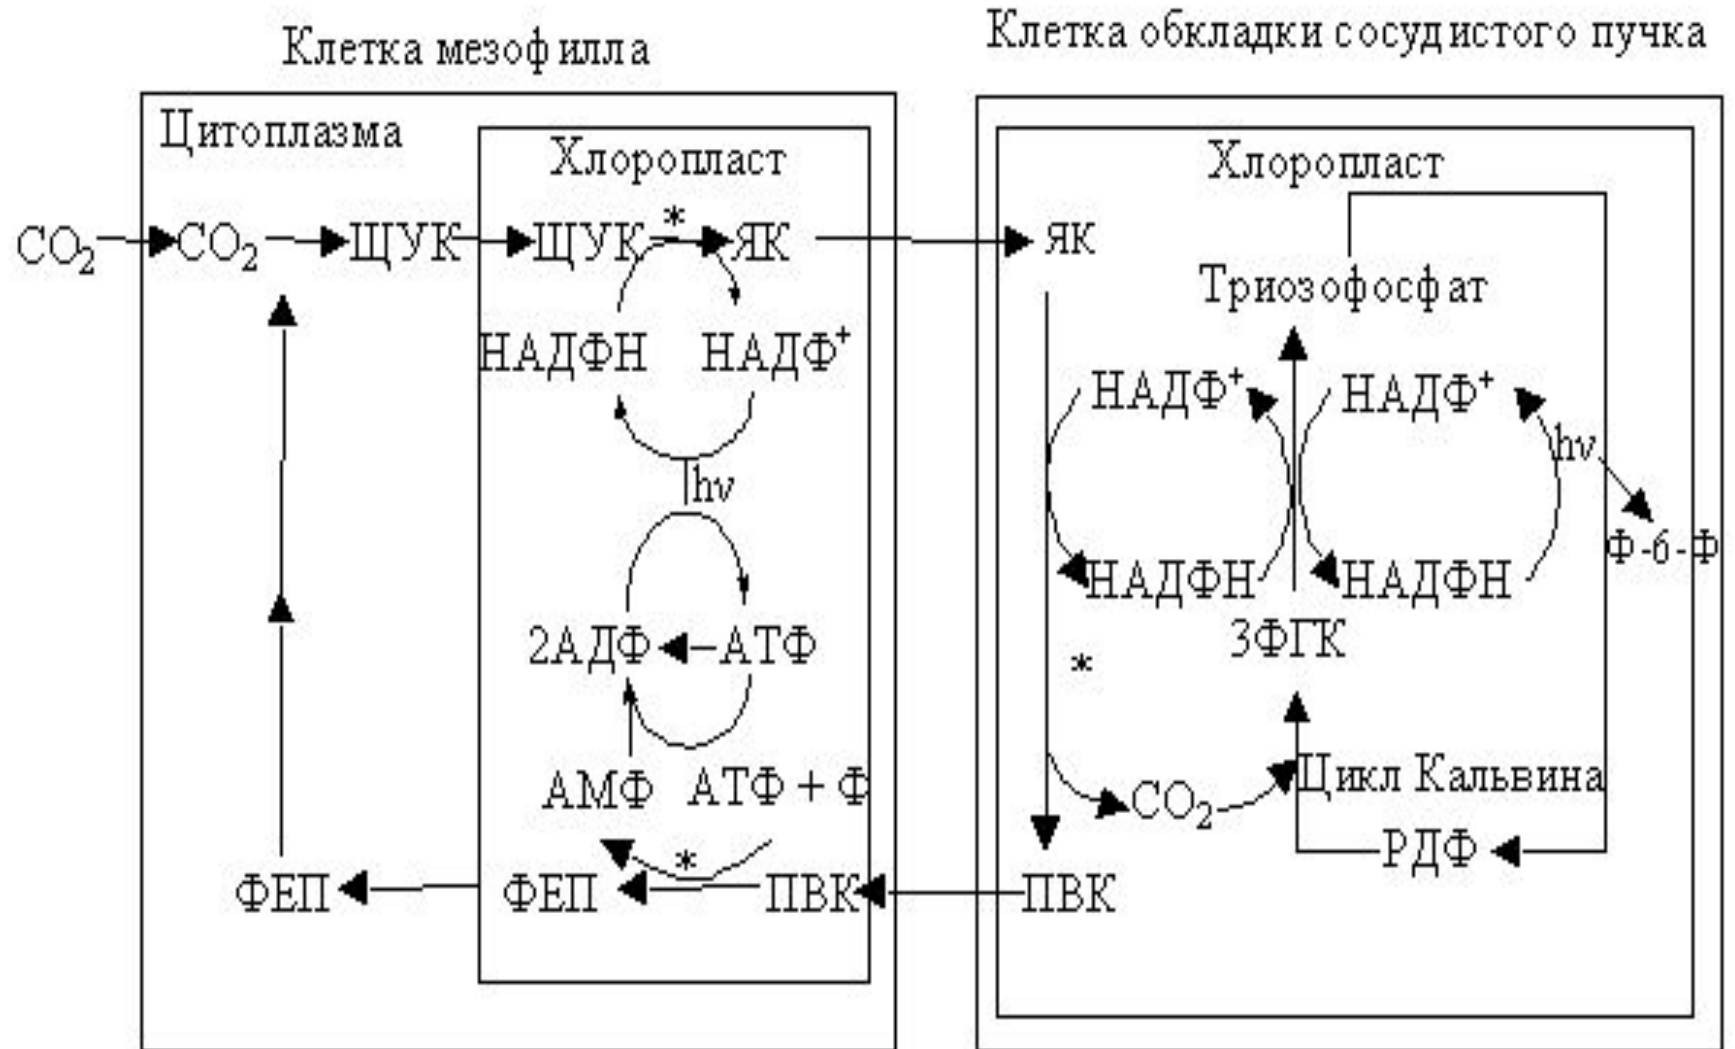 Клетка мезофилла
Клетка обкладки сосудистого пучка
Цитоплазма
Хлоропласт
Хлоропласт
CO₂ CO₂ ЩУК ЩУК * ЯК ЯК
Триозофосфат
НАДФН НАДФ⁺
НАДФ⁺ НАДФ⁺
hν
hν
Ф-6-Ф
НАДФН НАДФН
2АДФ АТФ
3ФГК
*
АМФ АТФ + Ф
CO₂ Цикл Кальвина
РДФ
*
ФЕП ФЕП ПВК ПВК